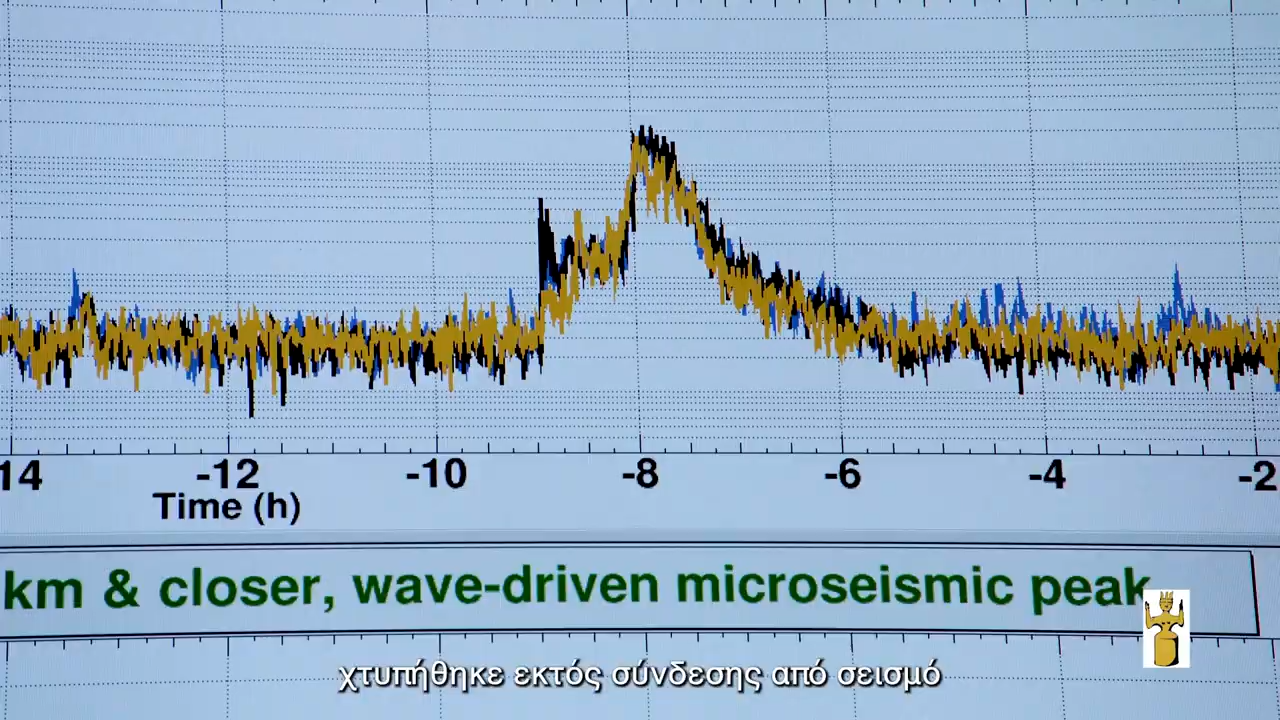 14
-12
-10
-8
-6
-4
-2
Time (h)
km & closer, wave-driven microseismic peak
χτυπήθηκε εκτός σύνδεσης από σεισμό